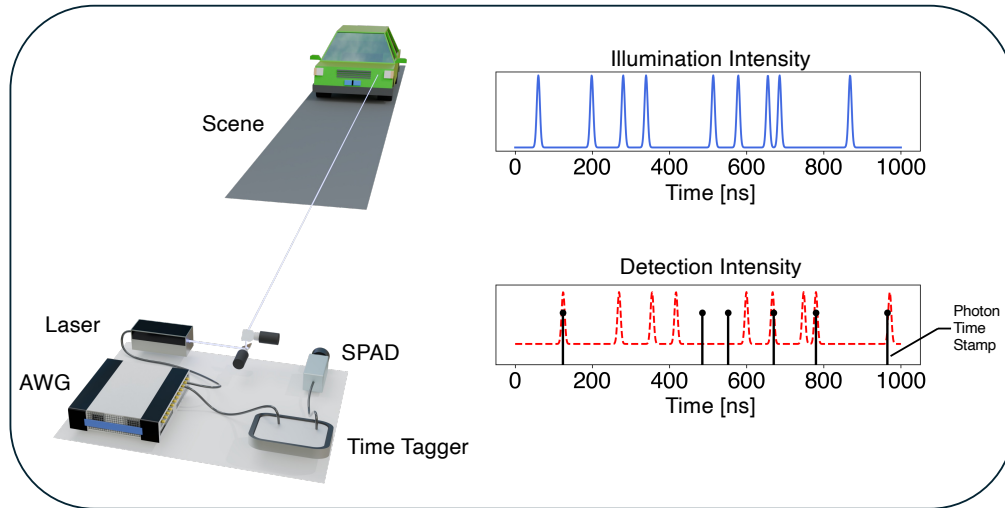 Scene
Laser
AWG
SPAD
Time Tagger
Illumination Intensity
0 200 400 600 800 1000
Time [ns]
Detection Intensity
Photon
Time
Stamp
0 200 400 600 800 1000
Time [ns]